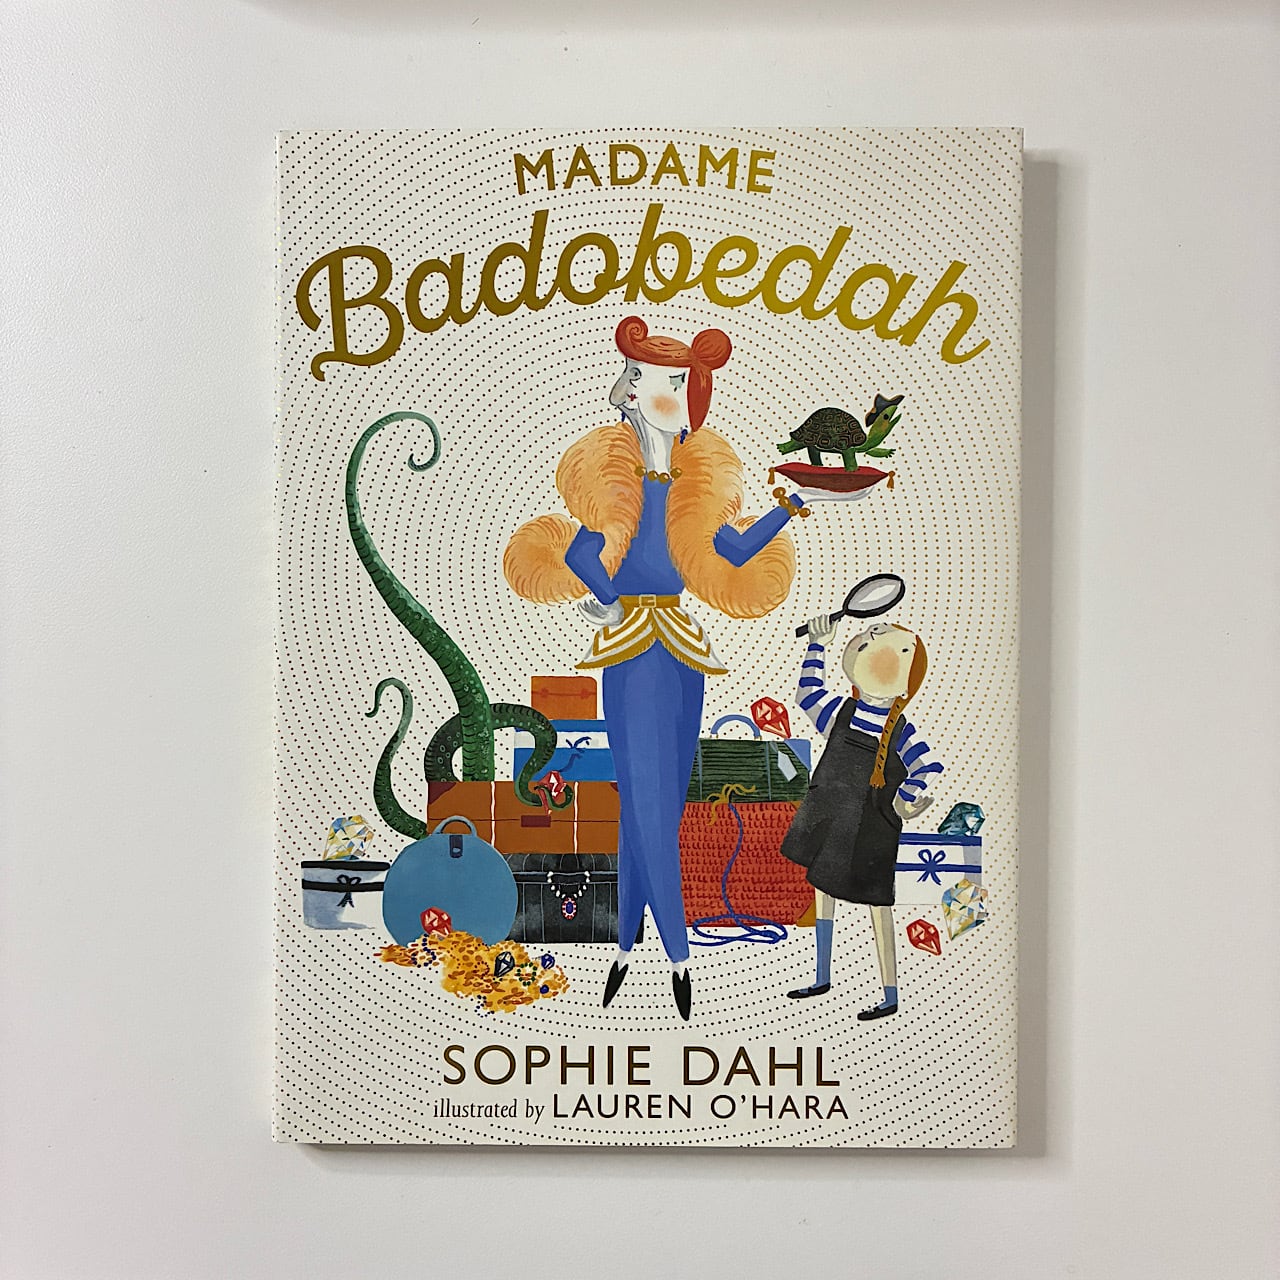 MADAME
Badobedah
SOPHIE DAHL
illustrated by LAUREN O'HARA